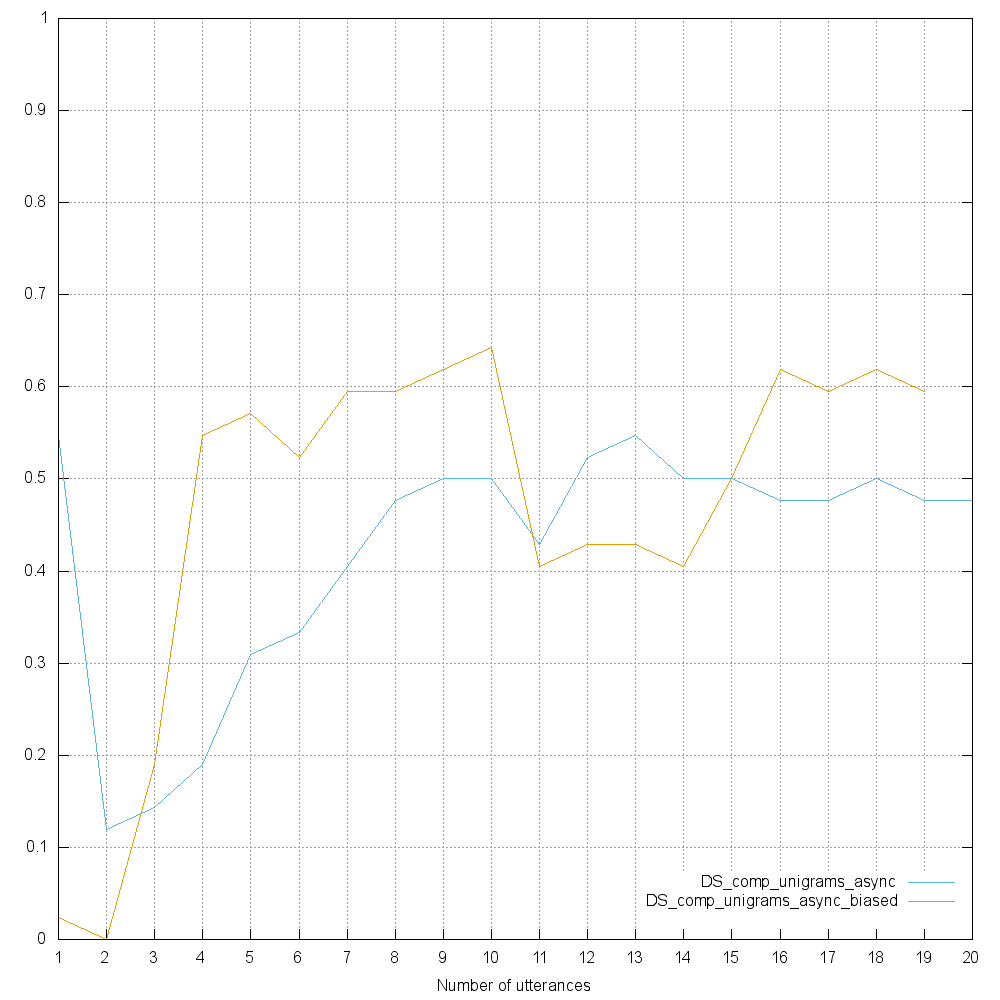 1
0.9
0.8
0.7
0.6
0.5
0.4
0.3
0.2
0.1
0
DS_comp_unigrams_async
DS_comp_unigrams_async_biased
1 2 3 4 5 6 7 8 9 10 11 12 13 14 15 16 17 18 19 20
Number of utterances